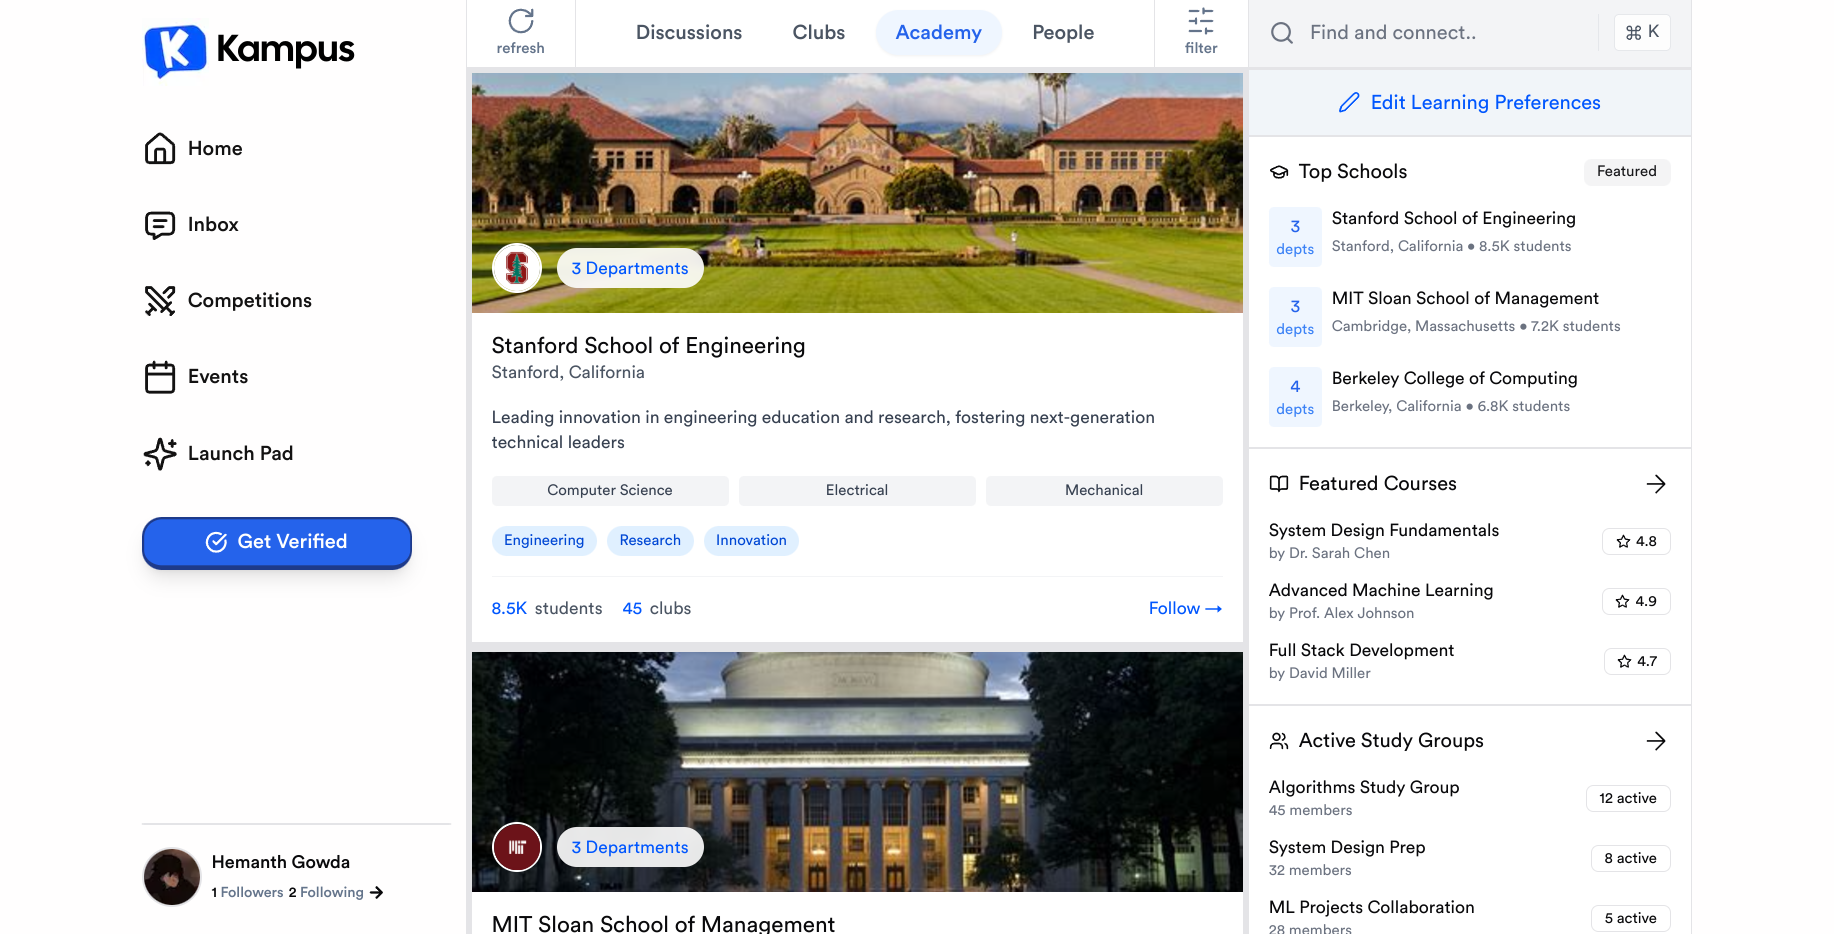 Kampus
Home
Inbox
Competitions
Events
Launch Pad
Get Verified
Hemanth Gowda
1 Followers 2 Following
refresh
Discussions
Clubs
Academy
People
filter
3 Departments
Stanford School of Engineering
Stanford, California
Leading innovation in engineering education and research, fostering next-generation
technical leaders
Computer Science
Electrical
Mechanical
Engineering
Research
Innovation
8.5K students 45 clubs
Follow →
3 Departments
MIT Sloan School of Management
Find and connect..
⌘ K
Edit Learning Preferences
Top Schools
Featured
3
depts
Stanford School of Engineering
Stanford, California • 8.5K students
3
depts
MIT Sloan School of Management
Cambridge, Massachusetts • 7.2K students
4
depts
Berkeley College of Computing
Berkeley, California • 6.8K students
Featured Courses
System Design Fundamentals
by Dr. Sarah Chen
4.8
Advanced Machine Learning
by Prof. Alex Johnson
4.9
Full Stack Development
by David Miller
4.7
Active Study Groups
Algorithms Study Group
45 members
12 active
System Design Prep
32 members
8 active
ML Projects Collaboration
28 members
5 active